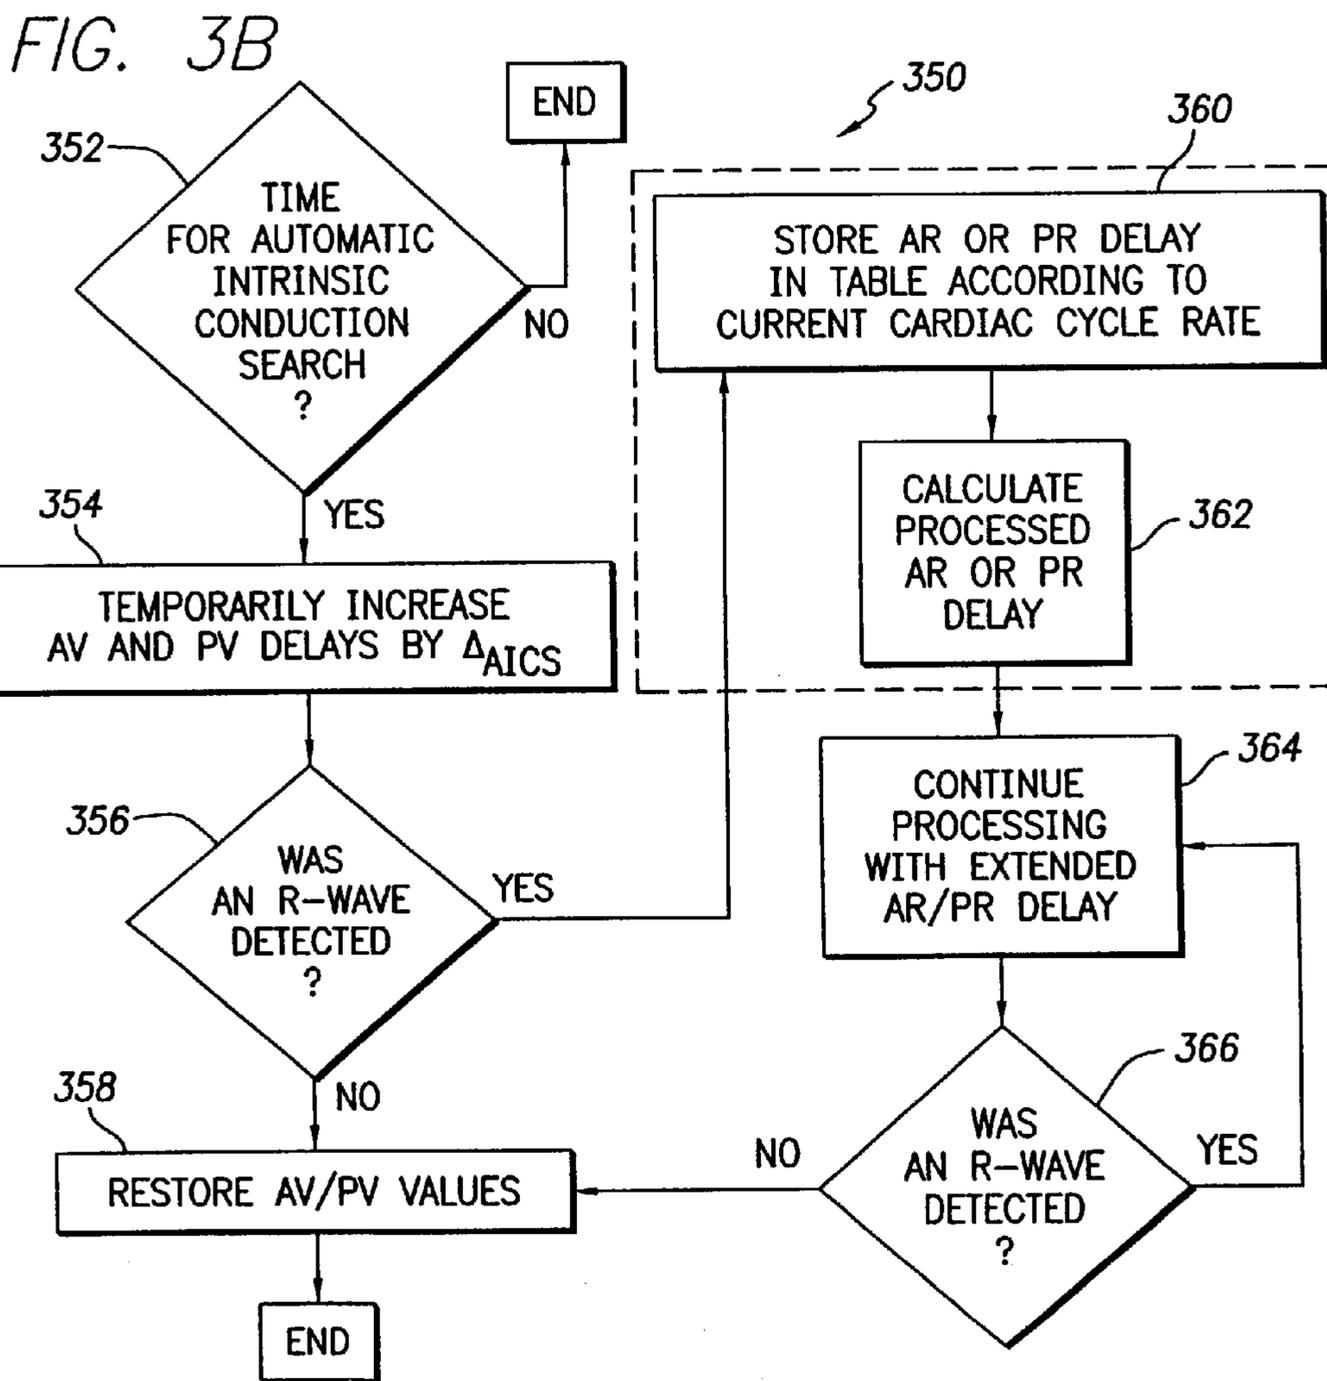 FIG. 3B
350
352
TIME
FOR AUTOMATIC
INTRINSIC
CONDUCTION
SEARCH
?
NO
END
YES
354
TEMPORARILY INCREASE
AV AND PV DELAYS BY ΔAICS
356
WAS
AN R-WAVE
DETECTED
?
YES
NO
358
RESTORE AV/PV VALUES
END
360
STORE AR OR PR DELAY
IN TABLE ACCORDING TO
CURRENT CARDIAC CYCLE RATE
362
CALCULATE
PROCESSED
AR OR PR
DELAY
364
CONTINUE
PROCESSING
WITH EXTENDED
AR/PR DELAY
366
WAS
AN R-WAVE
DETECTED
?
YES
NO